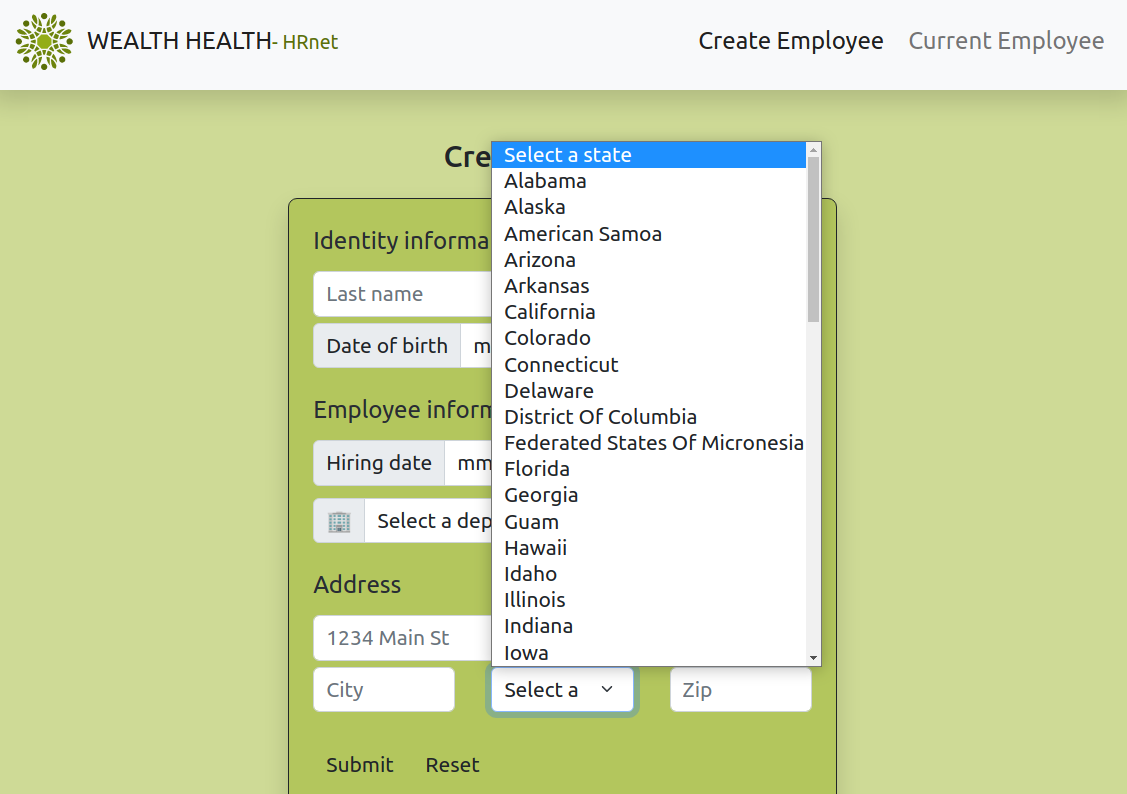 WEALTH HEALTH- HRnet
Create Employee
Current Employee
Cre
Select a state
Alabama
Alaska
American Samoa
Arizona
Arkansas
California
Colorado
Connecticut
Delaware
District Of Columbia
Federated States Of Micronesia
Florida
Georgia
Guam
Hawaii
Idaho
Illinois
Indiana
Iowa
Identity informa
Last name
Date of birth m
Employee inform
Hiring date mm
Select a dep
Address
1234 Main St
City
Select a
Zip
Submit
Reset